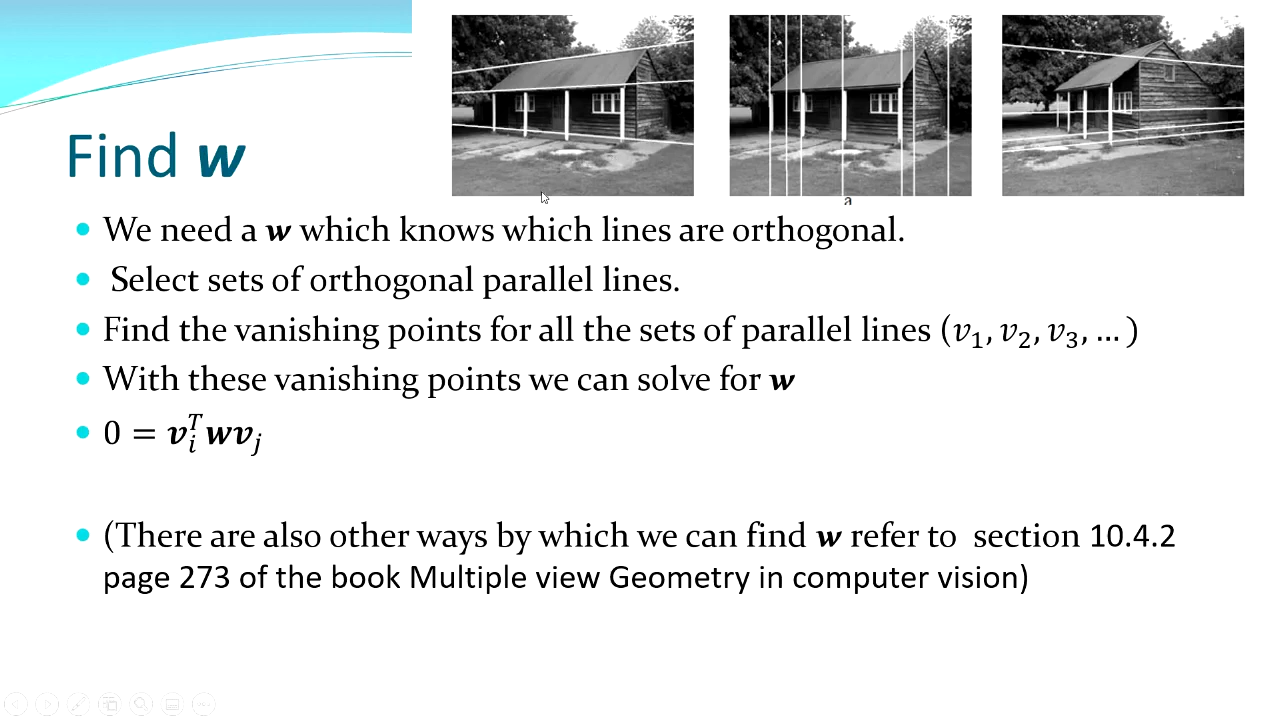 a
Find w
We need a w which knows which lines are orthogonal.
Select sets of orthogonal parallel lines.
Find the vanishing points for all the sets of parallel lines (v₁, v₂, v₃, … )
With these vanishing points we can solve for w
0 = vᵢᵀwvⱼ
(There are also other ways by which we can find w refer to section 10.4.2
page 273 of the book Multiple view Geometry in computer vision)